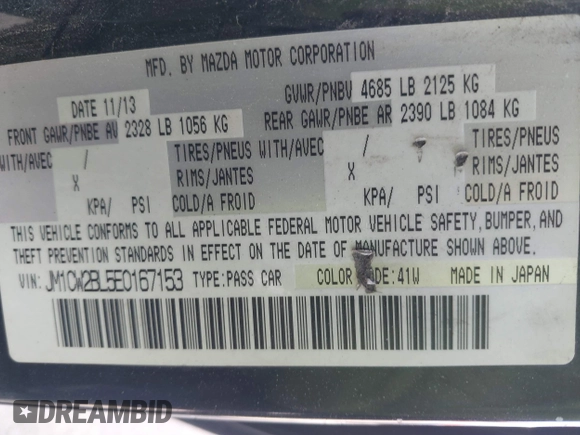 MFD. BY MAZDA MOTOR CORPORATION
DATE 11/13
GVWR/PNBV 4685 LB 2125 KG
FRONT GAWR/PNBE AV 2328 LB 1056 KG
REAR GAWR/PNBE AR 2390 LB 1084 KG
WITH/AVEC / TIRES/PNEUS
WITH/AVEC / TIRES/PNEUS
X RIMS/JANTES
X RIMS/JANTES
KPA/ PSI COLD/A FROID
KPA/ PSI COLD/A FROID
THIS VEHICLE CONFORMS TO ALL APPLICABLE FEDERAL MOTOR VEHICLE SAFETY, BUMPER, AND
THEFT PREVENTION STANDARDS IN EFFECT ON THE DATE OF MANUFACTURE SHOWN ABOVE.
VIN: JM1CW2BL5E0167153 TYPE:PASS CAR COLOR ODE:41W MADE IN JAPAN
DREAMBID